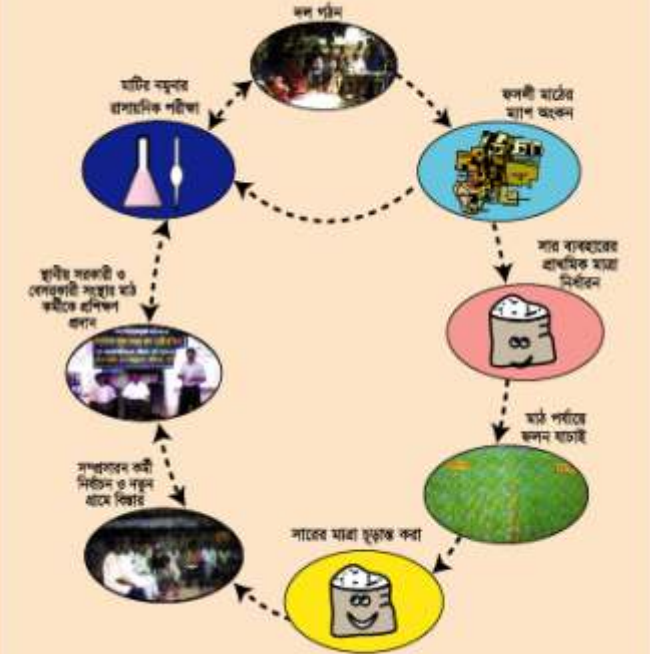 দল গঠন
মাটির নমুনার
রাসায়নিক পরীক্ষা
ফসলী মাঠের
ম্যাপ অংকন
সার ব্যবহারের
প্রাথমিক মাত্রা
নির্ধারন
স্থানীয় সরকারী ও
বেসরকারী সংস্থার মাঠ
কর্মীকে প্রশিক্ষণ
প্রদান
মাঠ পর্যায়ে
ফলন যাচাই
সম্প্রসারন কর্মী
নির্বাচন ও নতুন
গ্রামে বিস্তার
সারের মাত্রা চূড়ান্ত করা